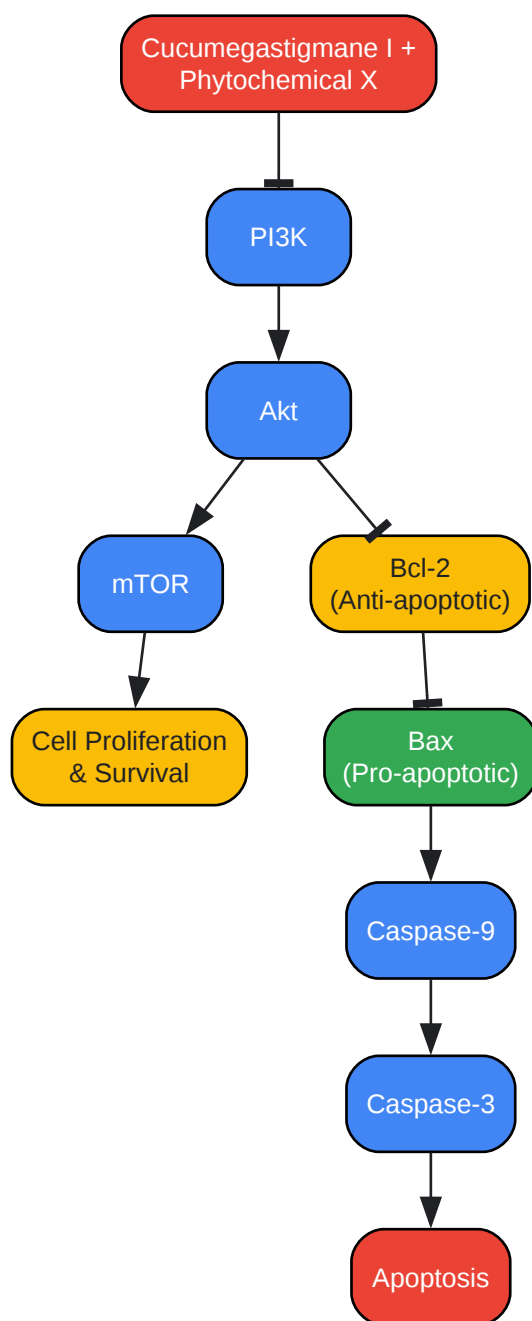 Cucumegastigmane I +
Phytochemical X
PI3K
Akt
mTOR
Bcl-2
(Anti-apoptotic)
Cell Proliferation
& Survival
Bax
(Pro-apoptotic)
Caspase-9
Caspase-3
Apoptosis